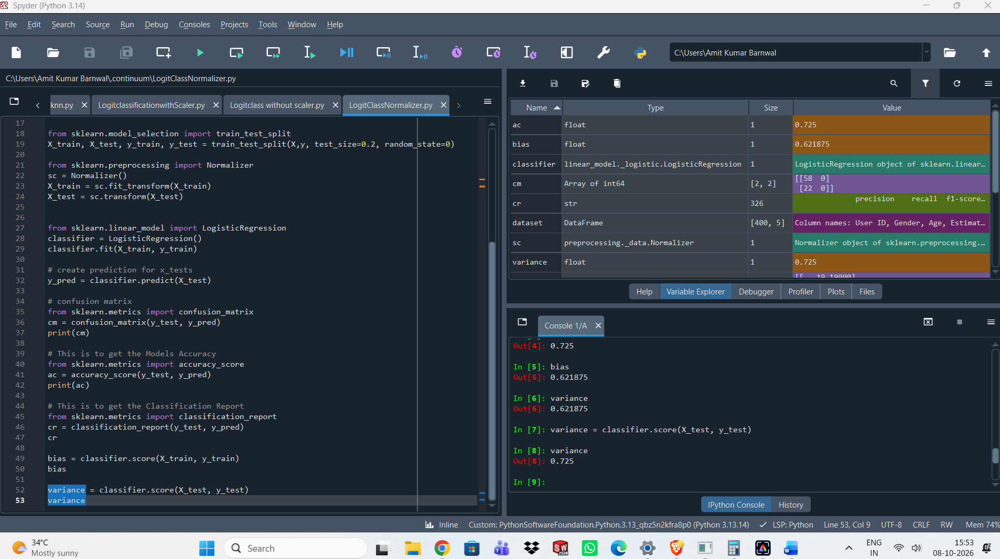 Spyder (Python 3.14)
File Edit Search Source Run Debug Consoles Projects Tools Window Help
C:\Users\Amit Kumar Barnwal
C:\Users\Amit Kumar Barnwal\.continuum\LogitClassNormalizer.py
knn.py LogitclassificationwithScaler.py Logitclass without scaler.py LogitClassNormalizer.py
17
18 from sklearn.model_selection import train_test_split
19 X_train, X_test, y_train, y_test = train_test_split(X,y, test_size=0.2, random_state=0)
20
21 from sklearn.preprocessing import Normalizer
22 sc = Normalizer()
23 X_train = sc.fit_transform(X_train)
24 X_test = sc.transform(X_test)
25
26
27 from sklearn.linear_model import LogisticRegression
28 classifier = LogisticRegression()
29 classifier.fit(X_train, y_train)
30
31 # create prediction for x_tests
32 y_pred = classifier.predict(X_test)
33
34 # confusion matrix
35 from sklearn.metrics import confusion_matrix
36 cm = confusion_matrix(y_test, y_pred)
37 print(cm)
38
39 # This is to get the Models Accuracy
40 from sklearn.metrics import accuracy_score
41 ac = accuracy_score(y_test, y_pred)
42 print(ac)
43
44 # This is to get the Classification Report
45 from sklearn.metrics import classification_report
46 cr = classification_report(y_test, y_pred)
47 cr
48
49 bias = classifier.score(X_train, y_train)
50 bias
51
52 variance = classifier.score(X_test, y_test)
53 variance
Name Type Size Value
ac float 1 0.725
bias float 1 0.621875
classifier linear_model._logistic.LogisticRegression 1 LogisticRegression object of sklearn.linear…
cm Array of int64 [2, 2] [[58 0]
[22 0]]
cr str 326 precision recall f1-score…
dataset DataFrame [400, 5] Column names: User ID, Gender, Age, Estimat…
sc preprocessing._data.Normalizer 1 Normalizer object of sklearn.preprocessing.…
variance float 1 0.725
[[ 19 19000]
Help Variable Explorer Debugger Profiler Plots Files
Console 1/A
Out[4]: 0.725
In [5]: bias
Out[5]: 0.621875
In [6]: variance
Out[6]: 0.621875
In [7]: variance = classifier.score(X_test, y_test)
In [8]: variance
Out[8]: 0.725
In [9]:
IPython Console History
Inline Custom: PythonSoftwareFoundation.Python.3.13_qbz5n2kfra8p0 (Python 3.13.14) LSP: Python Line 53, Col 9 UTF-8 CRLF RW Mem 74%
34°C
Mostly sunny
Search
SW
2024
ENG
IN
15:53
08-10-2026